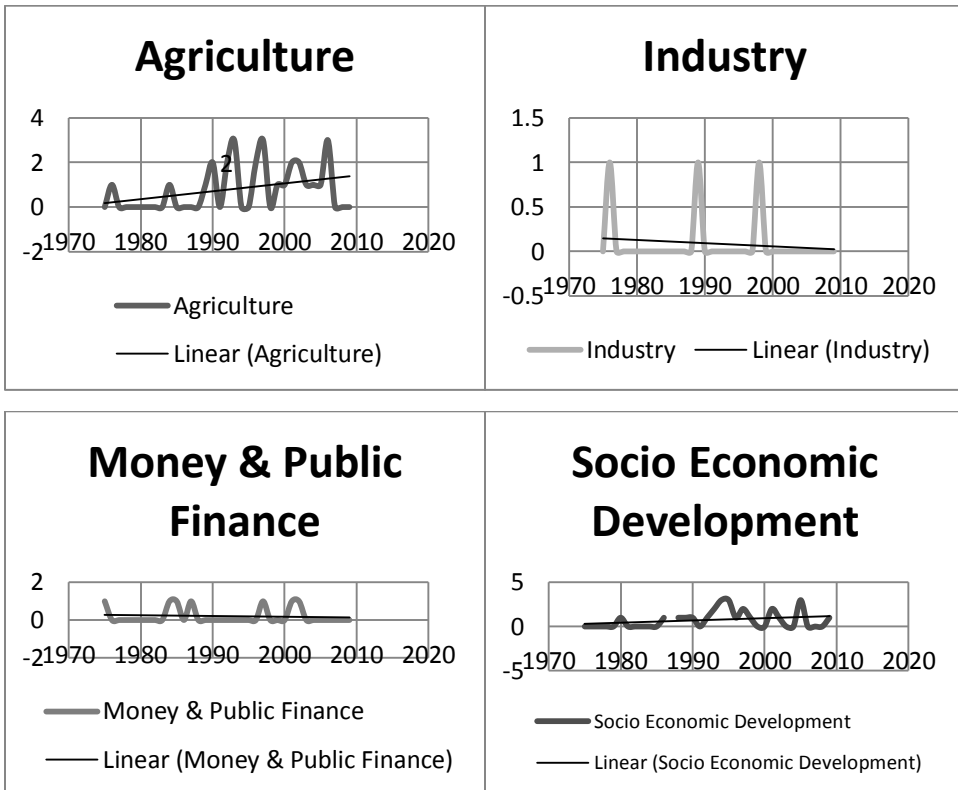 Agriculture
4
2
2
0
-2
1970 1980 1990 2000 2010 2020
Agriculture
Linear (Agriculture)
Industry
1.5
1
0.5
0
1970 1980 1990 2000 2010 2020
-0.5
Industry Linear (Industry)
Money & Public
Finance
2
0
-2
1970 1980 1990 2000 2010 2020
Money & Public Finance
Linear (Money & Public Finance)
Socio Economic
Development
5
0
1970 1980 1990 2000 2010 2020
-5
Socio Economic Development
Linear (Socio Economic Development)